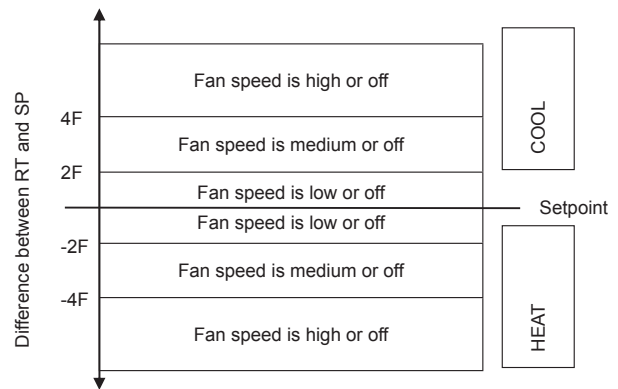 Difference between RT and SP
Fan speed is high or off
4F
Fan speed is medium or off
2F
Fan speed is low or off
Setpoint
Fan speed is low or off
-2F
Fan speed is medium or off
-4F
Fan speed is high or off
COOL
HEAT